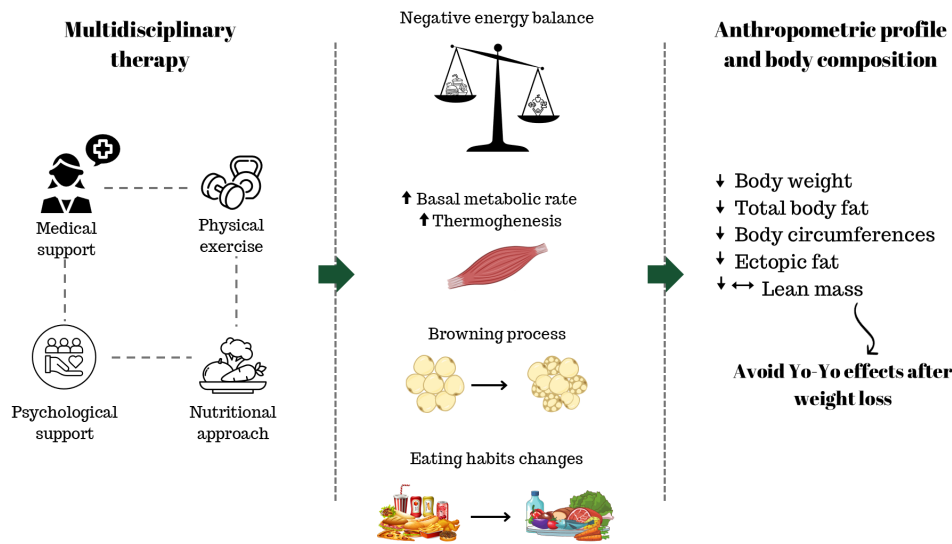 Multidisciplinary
therapy
Medical
support
Physical
exercise
Psychological
support
Nutritional
approach
Negative energy balance
Basal metabolic rate
Thermoghenesis
Browning process
Eating habits changes
Anthropometric profile
and body composition
Body weight
Total body fat
Body circumferences
Ectopic fat
Lean mass
Avoid Yo-Yo effects after
weight loss